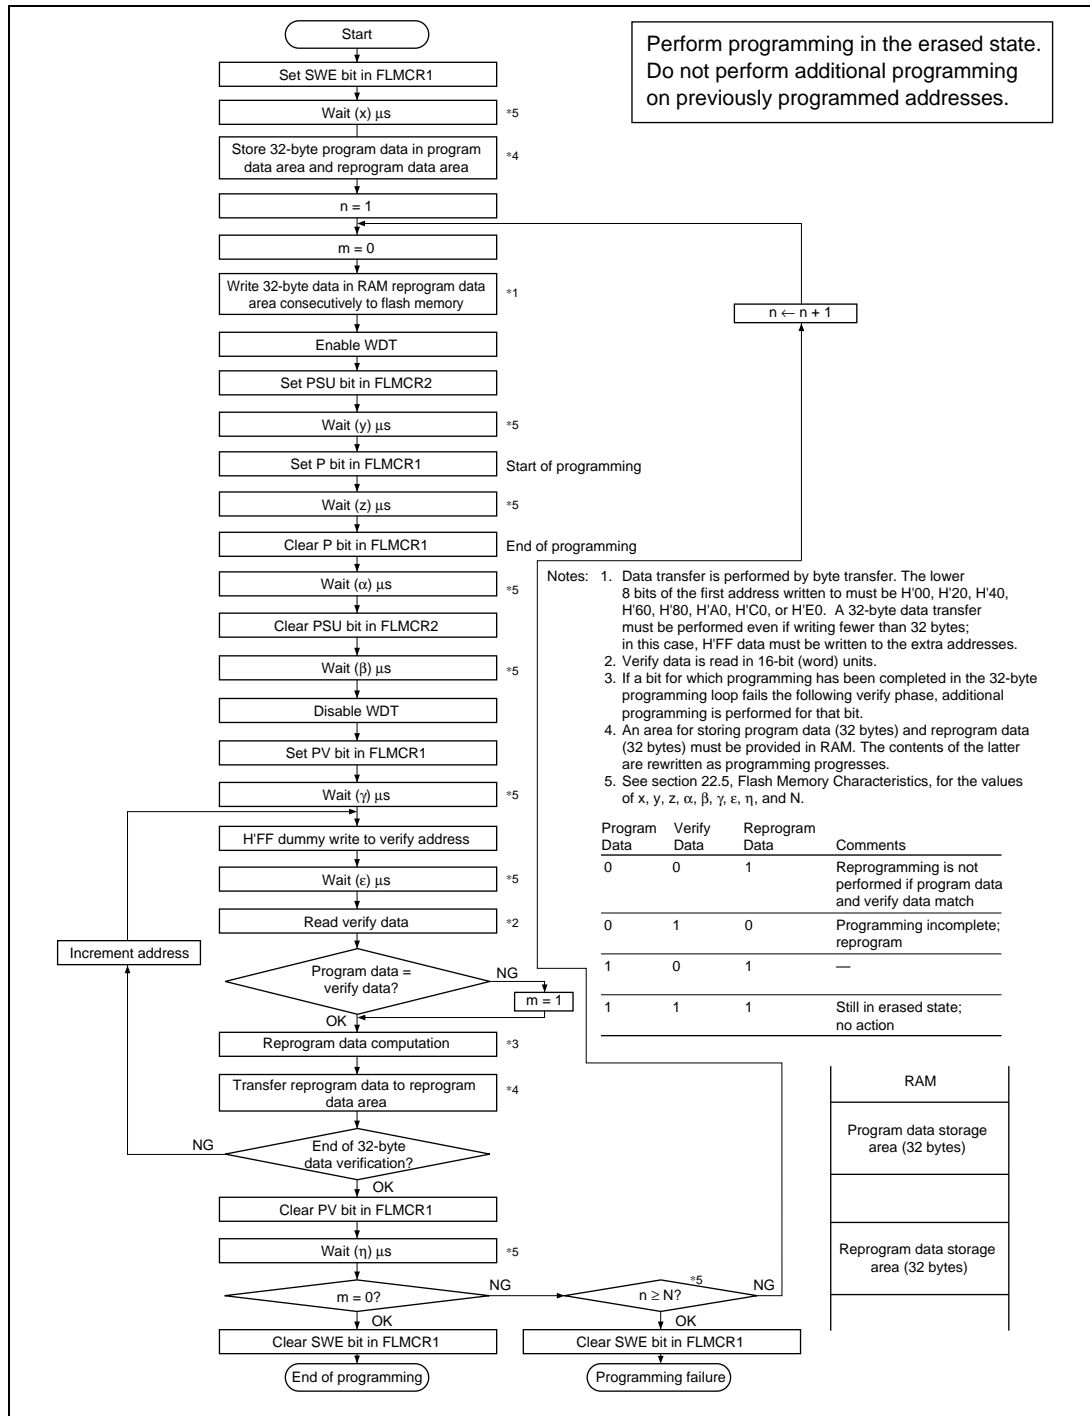 Start
Perform programming in the erased state.
Do not perform additional programming
on previously programmed addresses.
Set SWE bit in FLMCR1
Wait (x) μs *5
Store 32-byte program data in program
data area and reprogram data area *4
n = 1
m = 0
Write 32-byte data in RAM reprogram data
area consecutively to flash memory *1
n ← n + 1
Enable WDT
Set PSU bit in FLMCR2
Wait (y) μs *5
Set P bit in FLMCR1 Start of programming
Wait (z) μs *5
Clear P bit in FLMCR1 End of programming
Wait (α) μs *5
Clear PSU bit in FLMCR2
Wait (β) μs *5
Disable WDT
Set PV bit in FLMCR1
Wait (γ) μs *5
H'FF dummy write to verify address
Wait (ε) μs *5
Read verify data *2
Increment address
Program data =
verify data?
NG
m = 1
OK
Reprogram data computation *3
Transfer reprogram data to reprogram
data area *4
NG
End of 32-byte
data verification?
OK
Clear PV bit in FLMCR1
Wait (η) μs *5
m = 0?
NG
*5
n ≥ N?
NG
OK
OK
Clear SWE bit in FLMCR1
Clear SWE bit in FLMCR1
End of programming
Programming failure
Notes: 1. Data transfer is performed by byte transfer. The lower
8 bits of the first address written to must be H'00, H'20, H'40,
H'60, H'80, H'A0, H'C0, or H'E0. A 32-byte data transfer
must be performed even if writing fewer than 32 bytes;
in this case, H'FF data must be written to the extra addresses.
2. Verify data is read in 16-bit (word) units.
3. If a bit for which programming has been completed in the 32-byte
programming loop fails the following verify phase, additional
programming is performed for that bit.
4. An area for storing program data (32 bytes) and reprogram data
(32 bytes) must be provided in RAM. The contents of the latter
are rewritten as programming progresses.
5. See section 22.5, Flash Memory Characteristics, for the values
of x, y, z, α, β, γ, ε, η, and N.
Program Verify Reprogram
Data Data Data Comments
0 0 1 Reprogramming is not
performed if program data
and verify data match
0 1 0 Programming incomplete;
reprogram
1 0 1 —
1 1 1 Still in erased state;
no action
RAM
Program data storage
area (32 bytes)
Reprogram data storage
area (32 bytes)